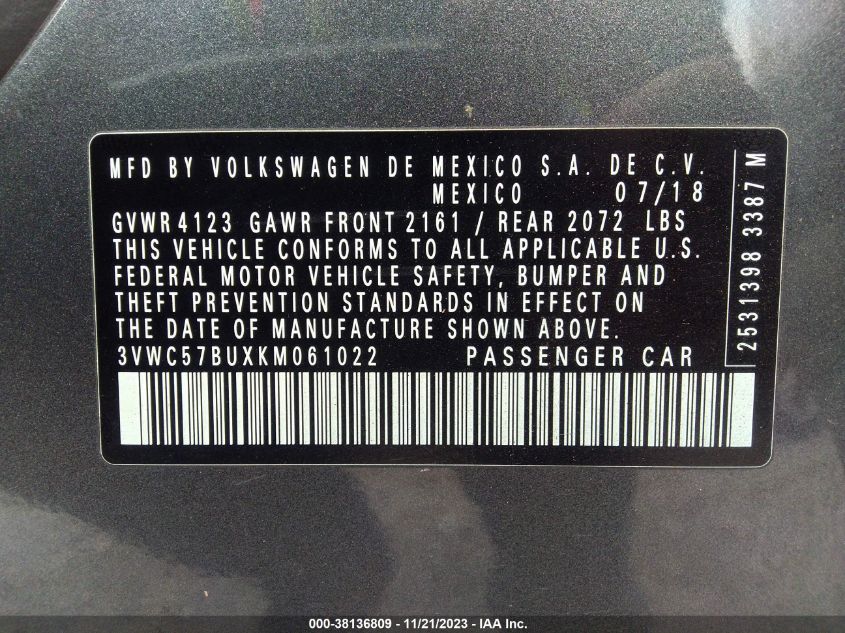 MFD BY VOLKSWAGEN DE MEXICO S.A. DE C.V.
MEXICO 07/18
GVWR 4123 GAWR FRONT 2161 / REAR 2072 LBS
THIS VEHICLE CONFORMS TO ALL APPLICABLE U.S.
FEDERAL MOTOR VEHICLE SAFETY, BUMPER AND
THEFT PREVENTION STANDARDS IN EFFECT ON
THE DATE OF MANUFACTURE SHOWN ABOVE.
3VWC57BUXKM061022 PASSENGER CAR
2531398 3387 M
000-38136809 - 11/21/2023 - IAA Inc.